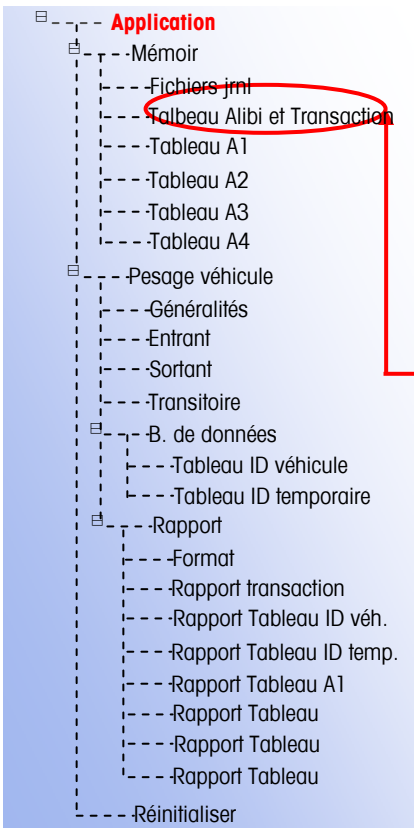 Application
Mémoir
Fichiers jrnl
Talbeau Alibi et Transaction
Tableau A1
Tableau A2
Tableau A3
Tableau A4
Pesage véhicule
Généralités
Entrant
Sortant
Transitoire
B. de données
Tableau ID véhicule
Tableau ID temporaire
Rapport
Format
Rapport transaction
Rapport Tableau ID véh.
Rapport Tableau ID temp.
Rapport Tableau A1
Rapport Tableau
Rapport Tableau
Rapport Tableau
Réinitialiser